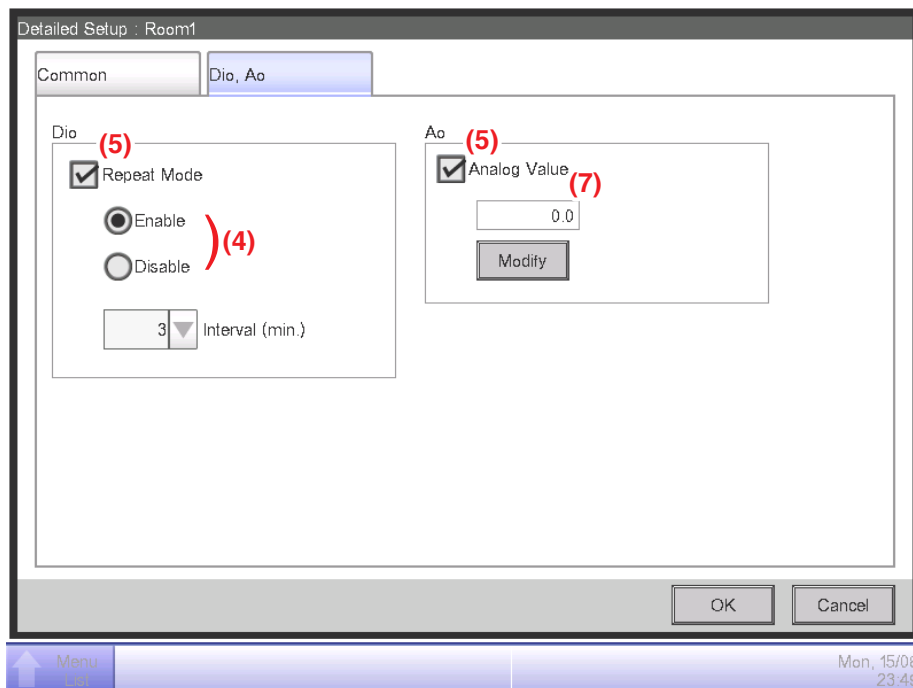 Detailed Setup : Room1
Common
Dio, Ao
Dio
(5)
Repeat Mode
Enable
(4)
Disable
3
Interval (min.)
Ao
(5)
Analog Value
(7)
0.0
Modify
OK
Cancel
Menu
List
Mon, 15/08
23:4